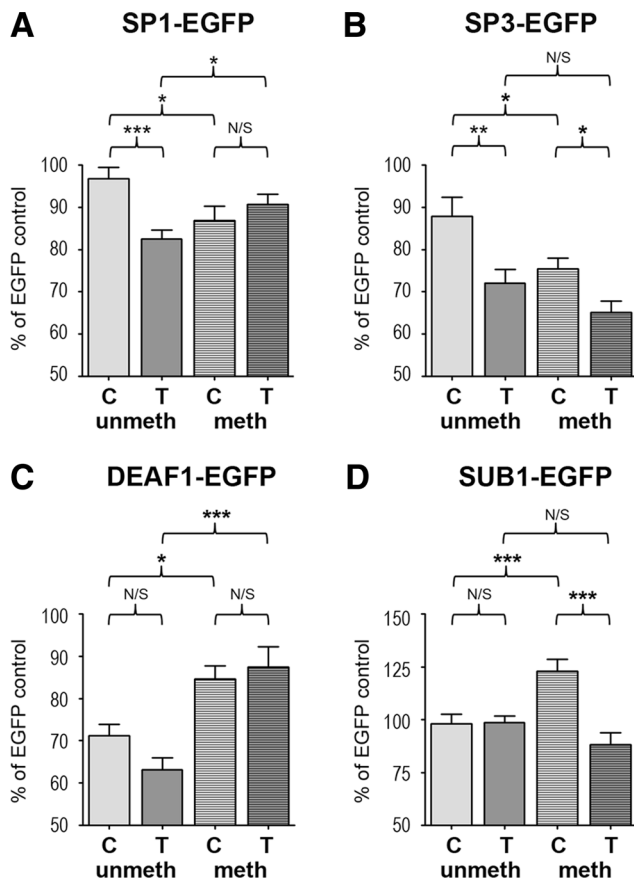 A SP1-EGFP
*
*
*** N/S
100
90
80
70
60
50
% of EGFP control
C T C T
unmeth meth
B SP3-EGFP
N/S
*
** *
100
90
80
70
60
50
% of EGFP control
C T C T
unmeth meth
C DEAF1-EGFP
***
*
N/S N/S
100
90
80
70
60
50
% of EGFP control
C T C T
unmeth meth
D SUB1-EGFP
N/S
***
N/S ***
150
125
100
75
50
% of EGFP control
C T C T
unmeth meth